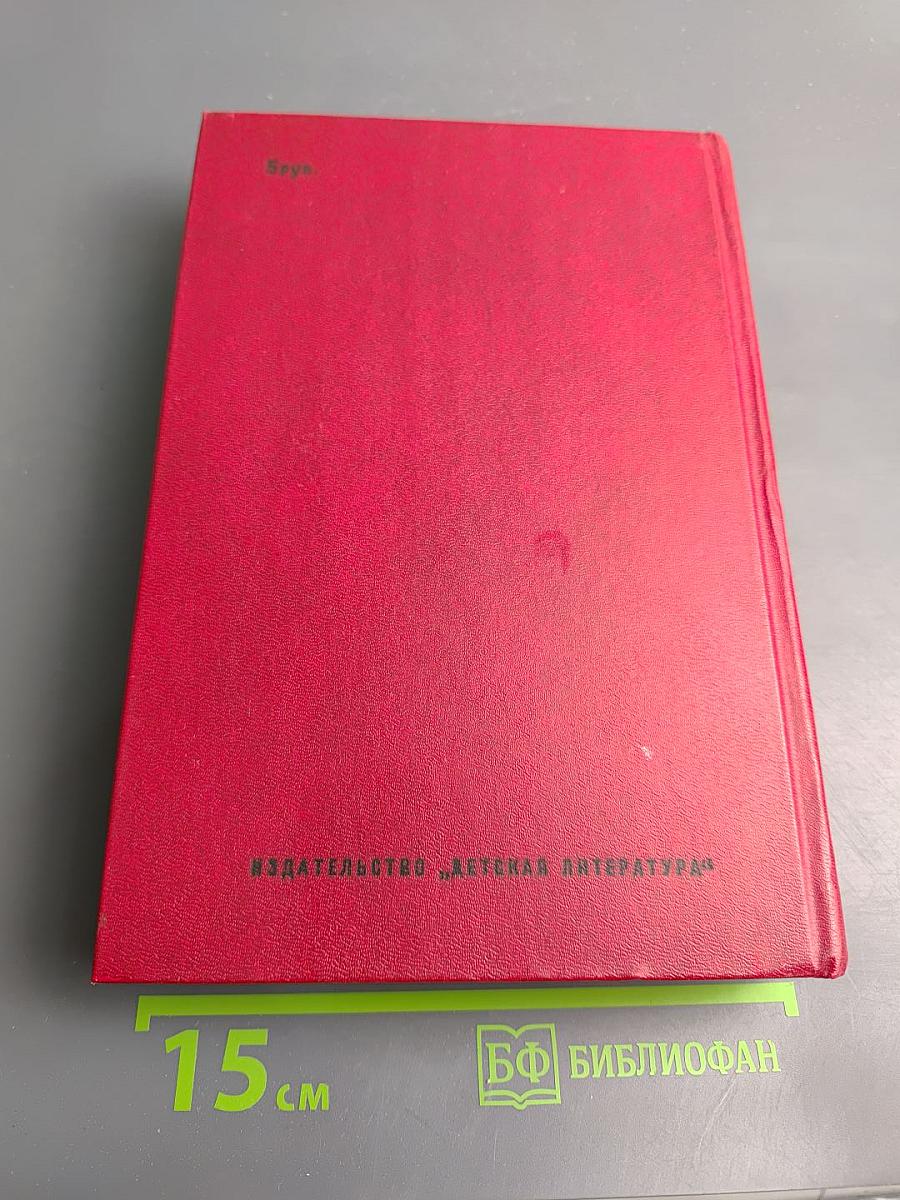 5 руб.
ИЗДАТЕЛЬСТВО „ДЕТСКАЯ ЛИТЕРАТУРА“
15 см
БФ БИБЛИОФАН